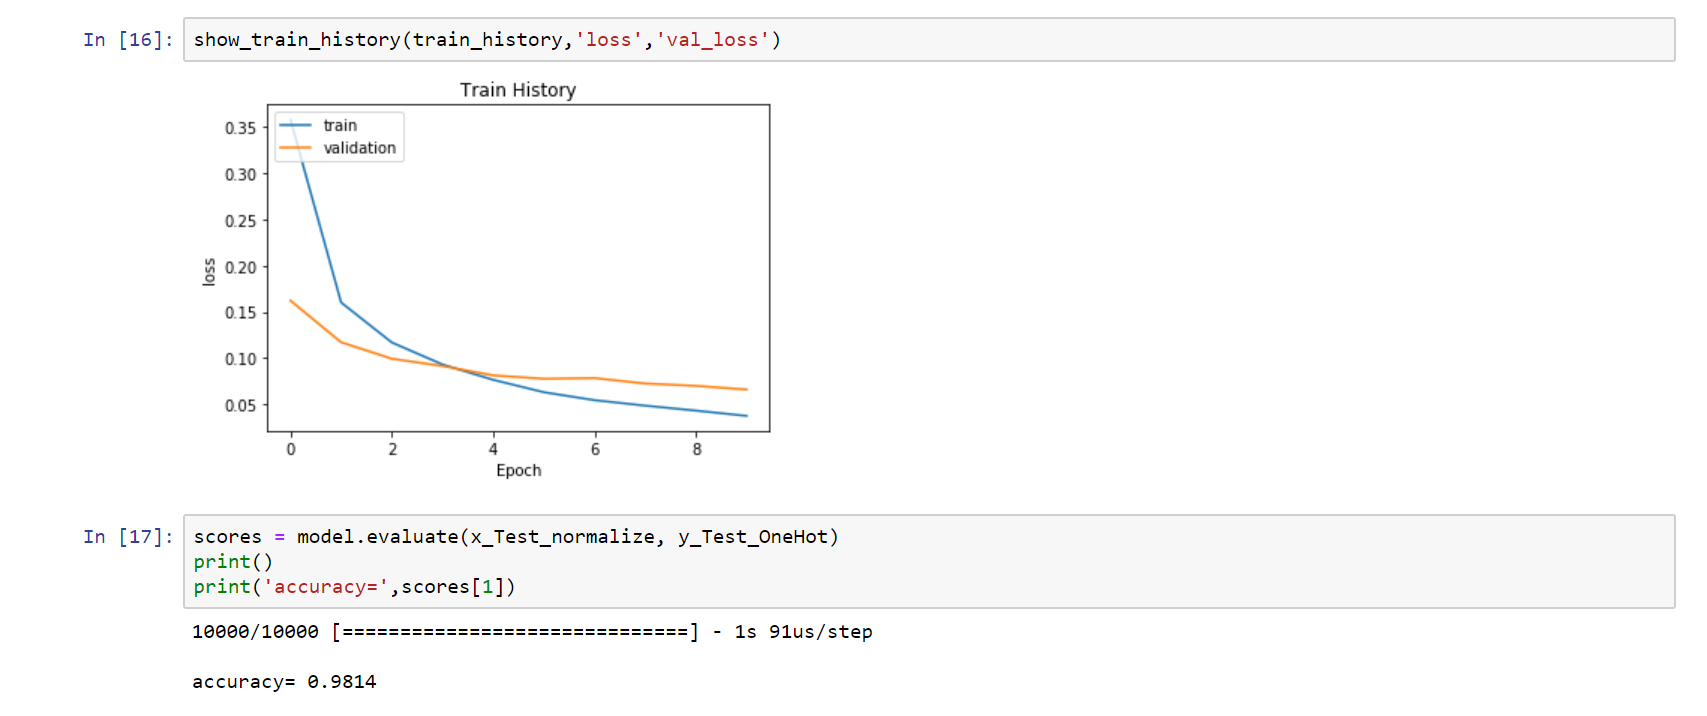 In [16]: show_train_history(train_history,'loss','val_loss')
Train History
train
validation
0.35
0.30
0.25
0.20
0.15
0.10
0.05
loss
0 2 4 6 8
Epoch
In [17]: scores = model.evaluate(x_Test_normalize, y_Test_OneHot)
print()
print('accuracy=',scores[1])
10000/10000 [==============================] - 1s 91us/step
accuracy= 0.9814